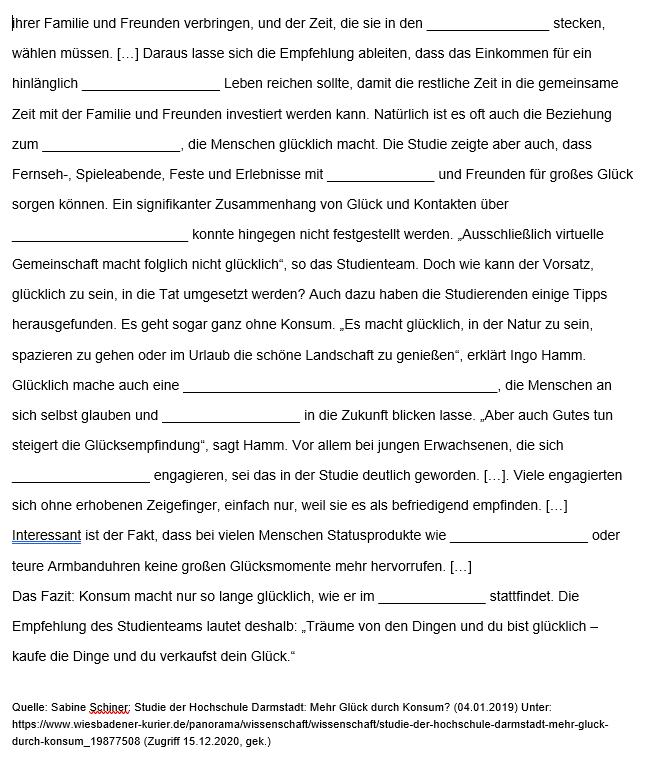 ihrer Familie und Freunden verbringen, und der Zeit, die sie in den ________________ stecken,
wählen müssen. […] Daraus lasse sich die Empfehlung ableiten, dass das Einkommen für ein
hinlänglich __________________ Leben reichen sollte, damit die restliche Zeit in die gemeinsame
Zeit mit der Familie und Freunden investiert werden kann. Natürlich ist es oft auch die Beziehung
zum __________________, die Menschen glücklich macht. Die Studie zeigte aber auch, dass
Fernseh-, Spieleabende, Feste und Erlebnisse mit ______________ und Freunden für großes Glück
sorgen können. Ein signifikanter Zusammenhang von Glück und Kontakten über
_______________________ konnte hingegen nicht festgestellt werden. „Ausschließlich virtuelle
Gemeinschaft macht folglich nicht glücklich“, so das Studienteam. Doch wie kann der Vorsatz,
glücklich zu sein, in die Tat umgesetzt werden? Auch dazu haben die Studierenden einige Tipps
herausgefunden. Es geht sogar ganz ohne Konsum. „Es macht glücklich, in der Natur zu sein,
spazieren zu gehen oder im Urlaub die schöne Landschaft zu genießen“, erklärt Ingo Hamm.
Glücklich mache auch eine _________________________________________, die Menschen an
sich selbst glauben und __________________ in die Zukunft blicken lasse. „Aber auch Gutes tun
steigert die Glücksempfindung“, sagt Hamm. Vor allem bei jungen Erwachsenen, die sich
__________________ engagieren, sei das in der Studie deutlich geworden. […]. Viele engagierten
sich ohne erhobenen Zeigefinger, einfach nur, weil sie es als befriedigend empfinden. […]
Interessant ist der Fakt, dass bei vielen Menschen Statusprodukte wie __________________ oder
teure Armbanduhren keine großen Glücksmomente mehr hervorrufen. […]
Das Fazit: Konsum macht nur so lange glücklich, wie er im ______________ stattfindet. Die
Empfehlung des Studienteams lautet deshalb: „Träume von den Dingen und du bist glücklich –
kaufe die Dinge und du verkaufst dein Glück.“
Quelle: Sabine Schiner: Studie der Hochschule Darmstadt: Mehr Glück durch Konsum? (04.01.2019) Unter:
https://www.wiesbadener-kurier.de/panorama/wissenschaft/wissenschaft/studie-der-hochschule-darmstadt-mehr-gluck-
durch-konsum_19877508 (Zugriff 15.12.2020, gek.)